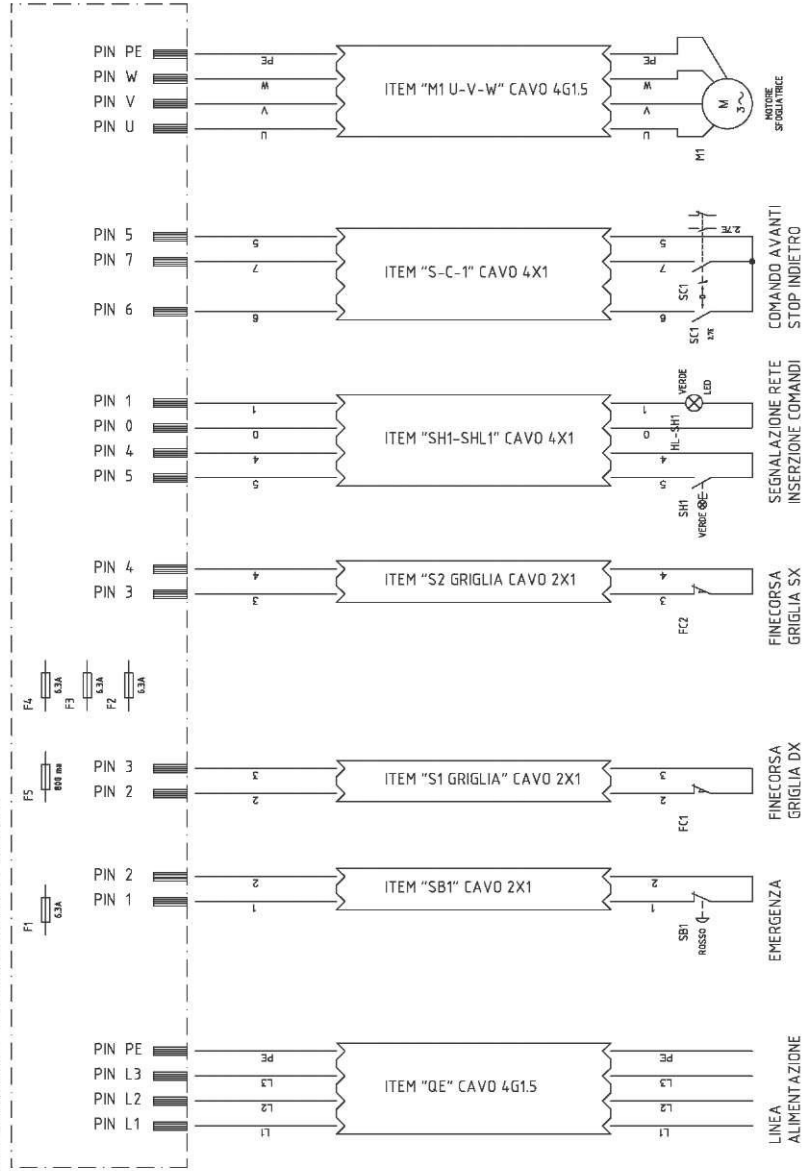 PIN PE
PIN W
PIN V
PIN U
PE
W
V
U
ITEM "M1 U-V-W" CAVO 4G1.5
PE
W
V
U
M
3~
M1
MOTORE
SFOGLIATRICE
PIN 5
PIN 7
PIN 6
5
7
6
ITEM "S-C-1" CAVO 4X1
5
7
6
2.7E
SC1
SC1
2.7E
COMANDO AVANTI
STOP INDIETRO
PIN 1
PIN 0
PIN 4
PIN 5
1
0
4
5
ITEM "SH1-SHL1" CAVO 4X1
1
0
4
5
VERDE
LED
HL-SH1
SH1
VERDE
SEGNALAZIONE RETE
INSERZIONE COMANDI
PIN 4
PIN 3
4
3
ITEM "S2 GRIGLIA CAVO 2X1
4
3
FC2
FINECORSA
GRIGLIA SX
F4
6.3A
F3
6.3A
F2
6.3A
F5
800 ma
PIN 3
PIN 2
3
2
ITEM "S1 GRIGLIA" CAVO 2X1
3
2
FC1
FINECORSA
GRIGLIA DX
F1
6.3A
PIN 2
PIN 1
2
1
ITEM "SB1" CAVO 2X1
2
1
SB1
ROSSO
EMERGENZA
PIN PE
PIN L3
PIN L2
PIN L1
PE
L3
L2
L1
ITEM "QE" CAVO 4G1.5
PE
L3
L2
L1
LINEA
ALIMENTAZIONE